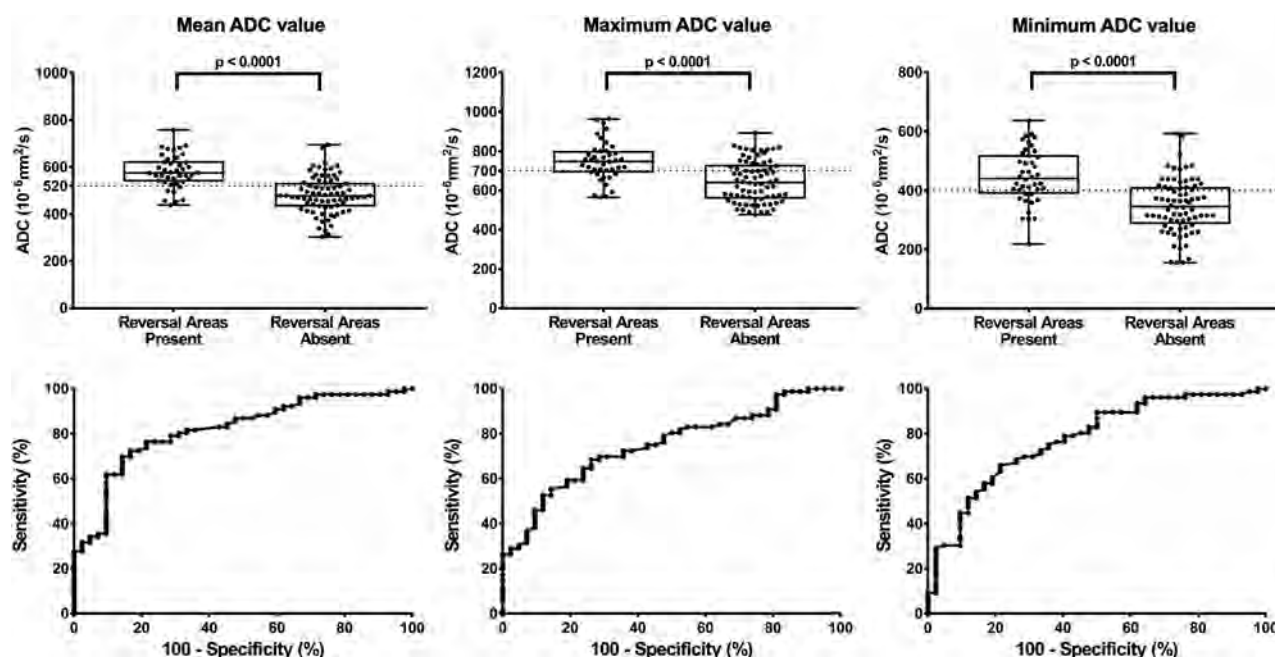 Mean ADC value
p < 0.0001
ADC (10⁻⁶mm²/s)
1000
800
600
520
400
200
0
Reversal Areas Present
Reversal Areas Absent
Maximum ADC value
p < 0.0001
ADC (10⁻⁶mm²/s)
1200
1000
800
700
600
400
200
0
Reversal Areas Present
Reversal Areas Absent
Minimum ADC value
p < 0.0001
ADC (10⁻⁶mm²/s)
800
600
400
200
0
Reversal Areas Present
Reversal Areas Absent
Sensitivity (%)
100
80
60
40
20
0
0 20 40 60 80 100
100 - Specificity (%)
Sensitivity (%)
100
80
60
40
20
0
0 20 40 60 80 100
100 - Specificity (%)
Sensitivity (%)
100
80
60
40
20
0
0 20 40 60 80 100
100 - Specificity (%)